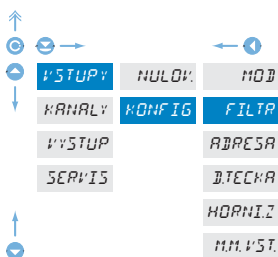 VSTUPY NULOV. MOD
KANALY KONFIG FILTR
VYSTUP ADRESA
SERVIS D.TECKA
HORNI.Z
M.M. VST.